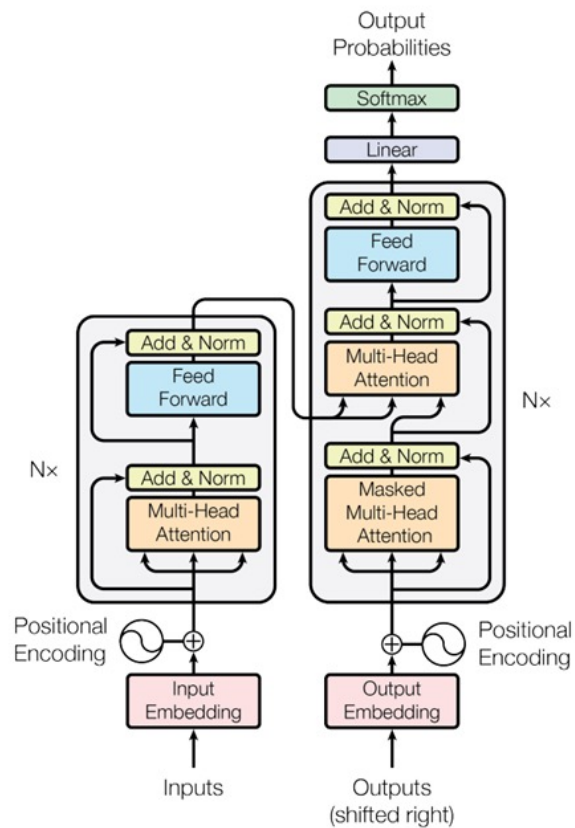 Output
Probabilities
Softmax
Linear
Add & Norm
Feed
Forward
Add & Norm
Multi-Head
Attention
Add & Norm
Masked
Multi-Head
Attention
N×
Add & Norm
Feed
Forward
N×
Add & Norm
Multi-Head
Attention
Positional
Encoding
Positional
Encoding
Input
Embedding
Output
Embedding
Inputs
Outputs
(shifted right)